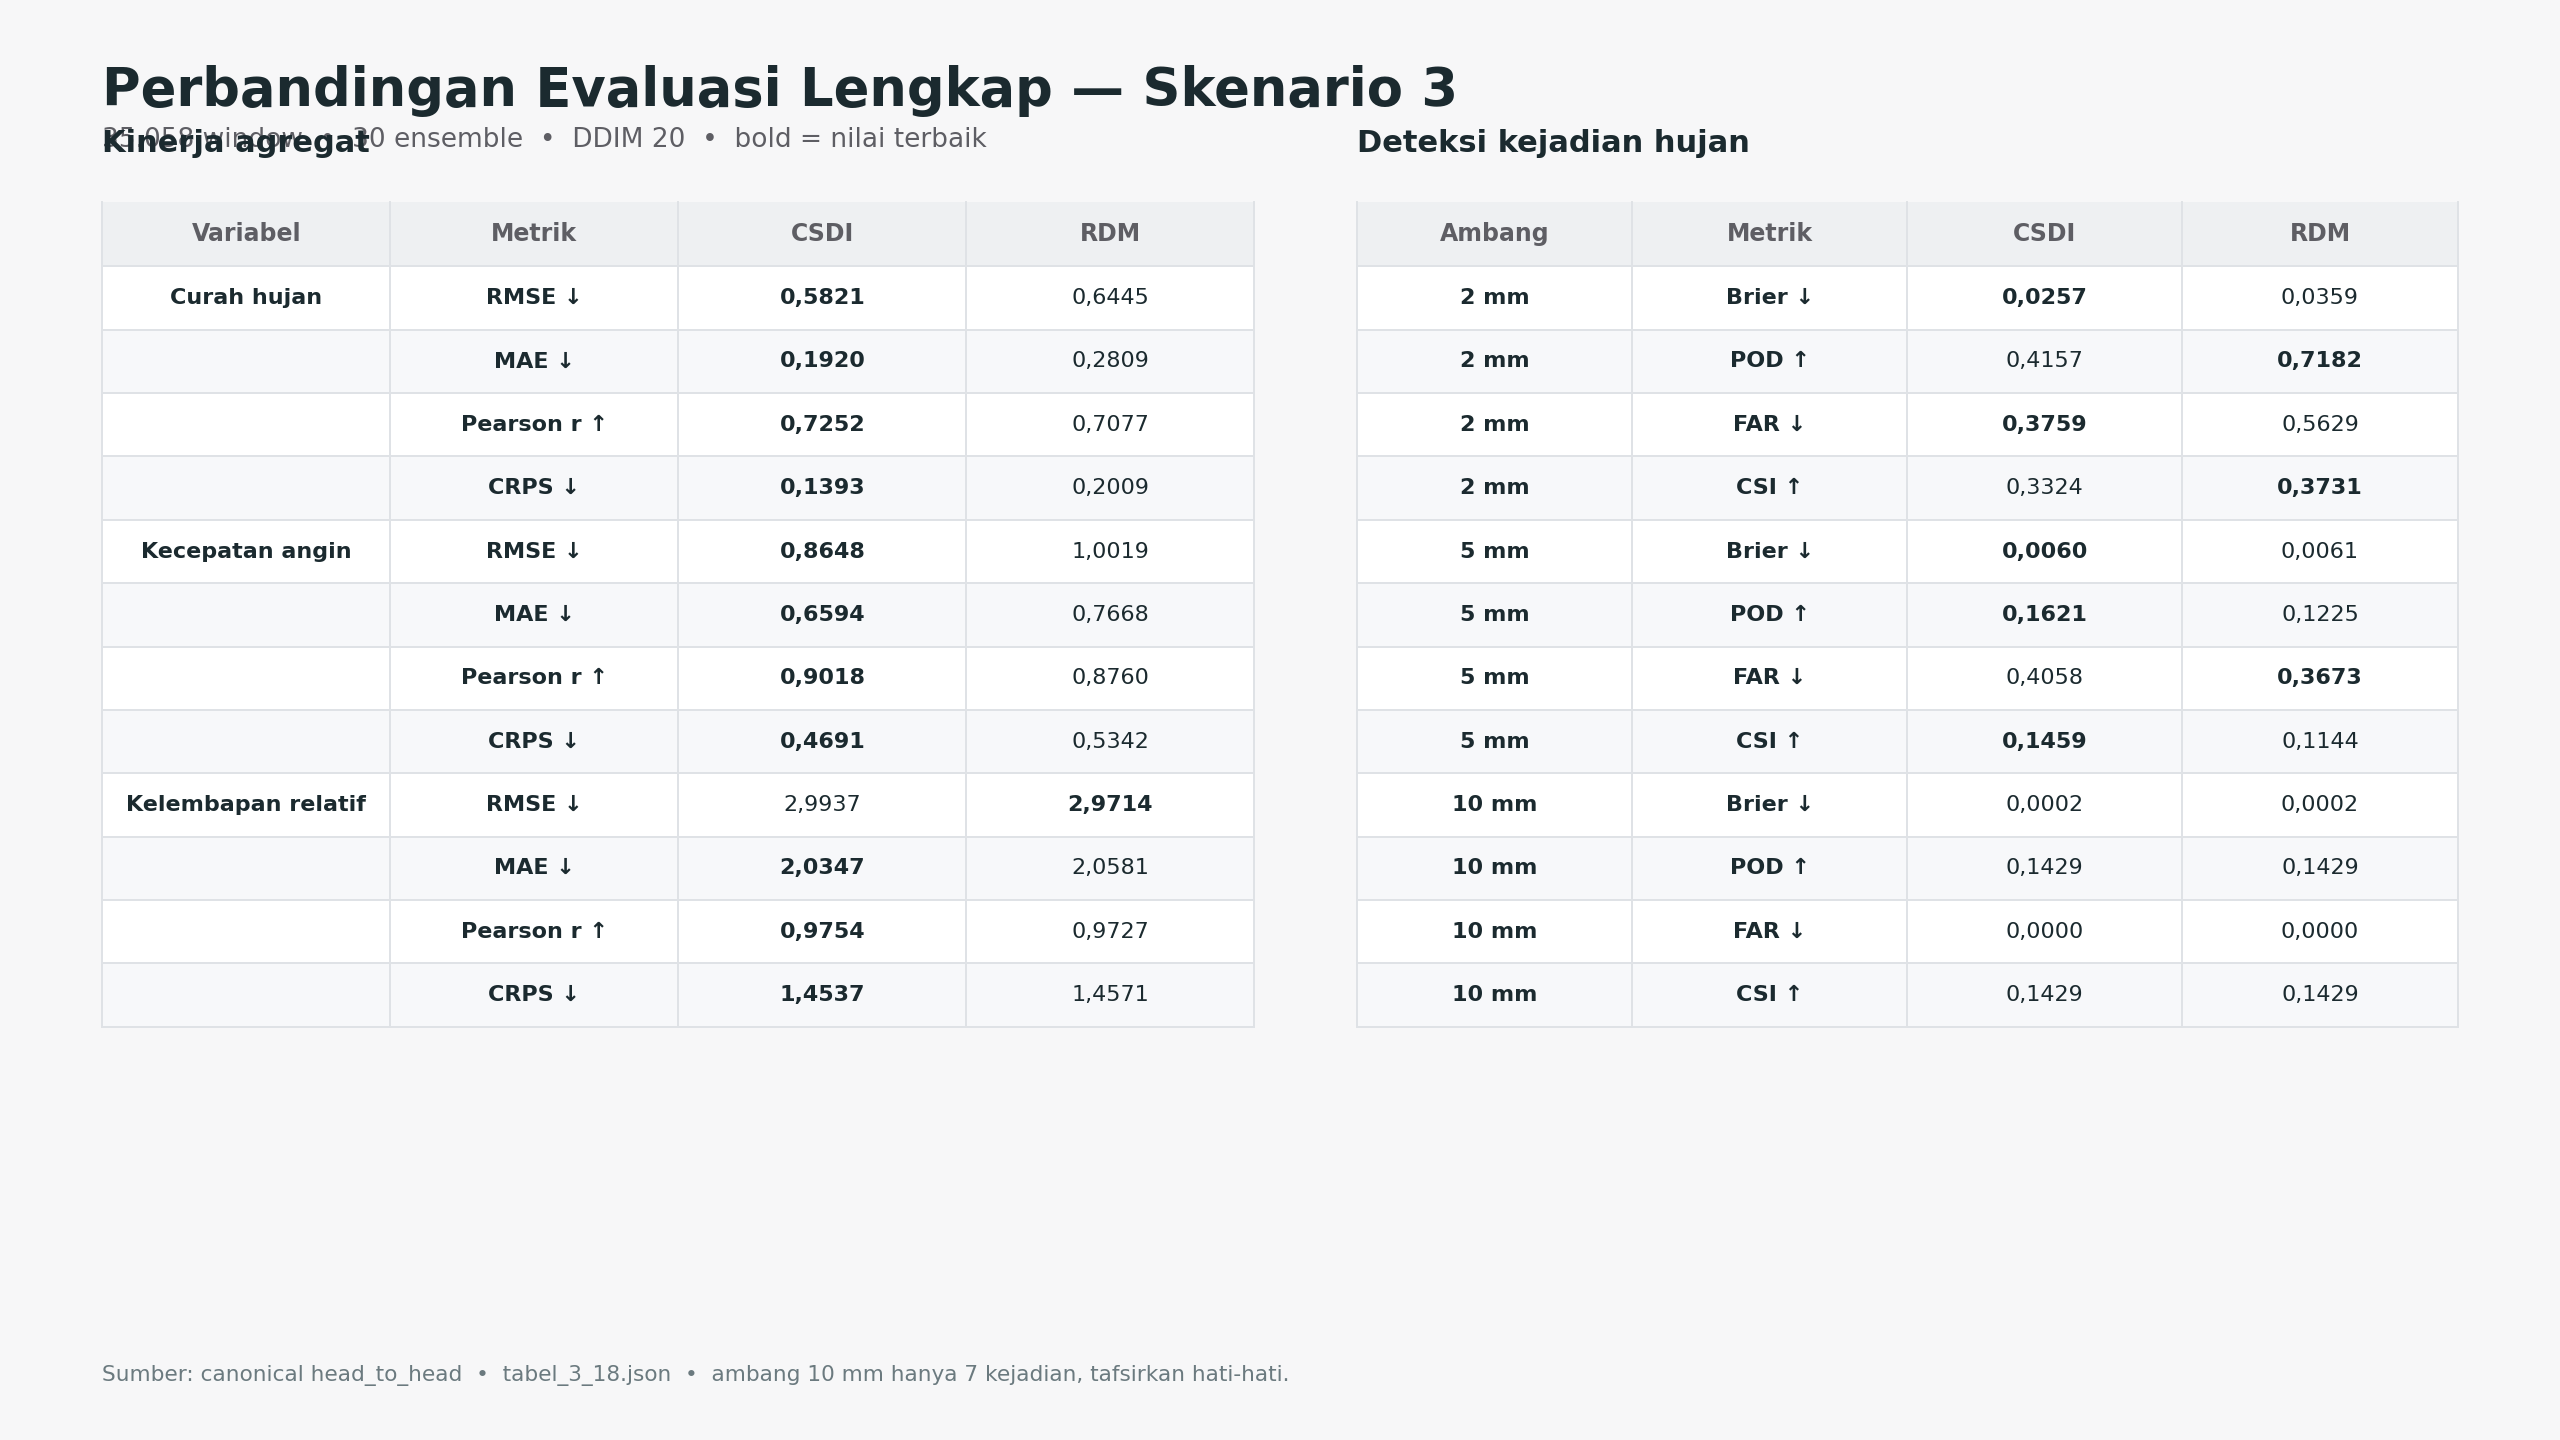 Perbandingan Evaluasi Lengkap — Skenario 3
window • 30 ensemble • DDIM 20 • bold = nilai terbaik
Kinerja agregat
Variabel Metrik CSDI RDM
Curah hujan RMSE ↓ 0,5821 0,6445
MAE ↓ 0,1920 0,2809
Pearson r ↑ 0,7252 0,7077
CRPS ↓ 0,1393 0,2009
Kecepatan angin RMSE ↓ 0,8648 1,0019
MAE ↓ 0,6594 0,7668
Pearson r ↑ 0,9018 0,8760
CRPS ↓ 0,4691 0,5342
Kelembapan relatif RMSE ↓ 2,9937 2,9714
MAE ↓ 2,0347 2,0581
Pearson r ↑ 0,9754 0,9727
CRPS ↓ 1,4537 1,4571
Deteksi kejadian hujan
Ambang Metrik CSDI RDM
2 mm Brier ↓ 0,0257 0,0359
2 mm POD ↑ 0,4157 0,7182
2 mm FAR ↓ 0,3759 0,5629
2 mm CSI ↑ 0,3324 0,3731
5 mm Brier ↓ 0,0060 0,0061
5 mm POD ↑ 0,1621 0,1225
5 mm FAR ↓ 0,4058 0,3673
5 mm CSI ↑ 0,1459 0,1144
10 mm Brier ↓ 0,0002 0,0002
10 mm POD ↑ 0,1429 0,1429
10 mm FAR ↓ 0,0000 0,0000
10 mm CSI ↑ 0,1429 0,1429
Sumber: canonical head_to_head • tabel_3_18.json • ambang 10 mm hanya 7 kejadian, tafsirkan hati-hati.